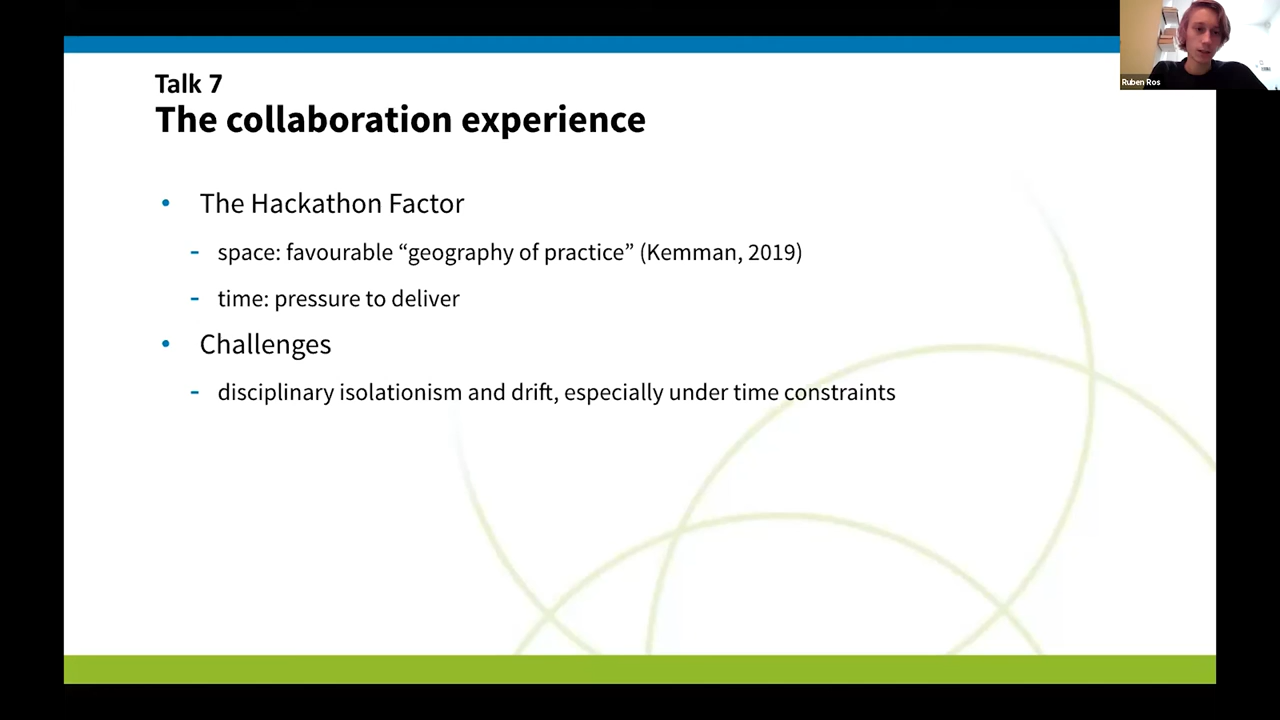 Talk 7
The collaboration experience
• The Hackathon Factor
- space: favourable “geography of practice” (Kemman, 2019)
- time: pressure to deliver
• Challenges
- disciplinary isolationism and drift, especially under time constraints
Ruben Ros